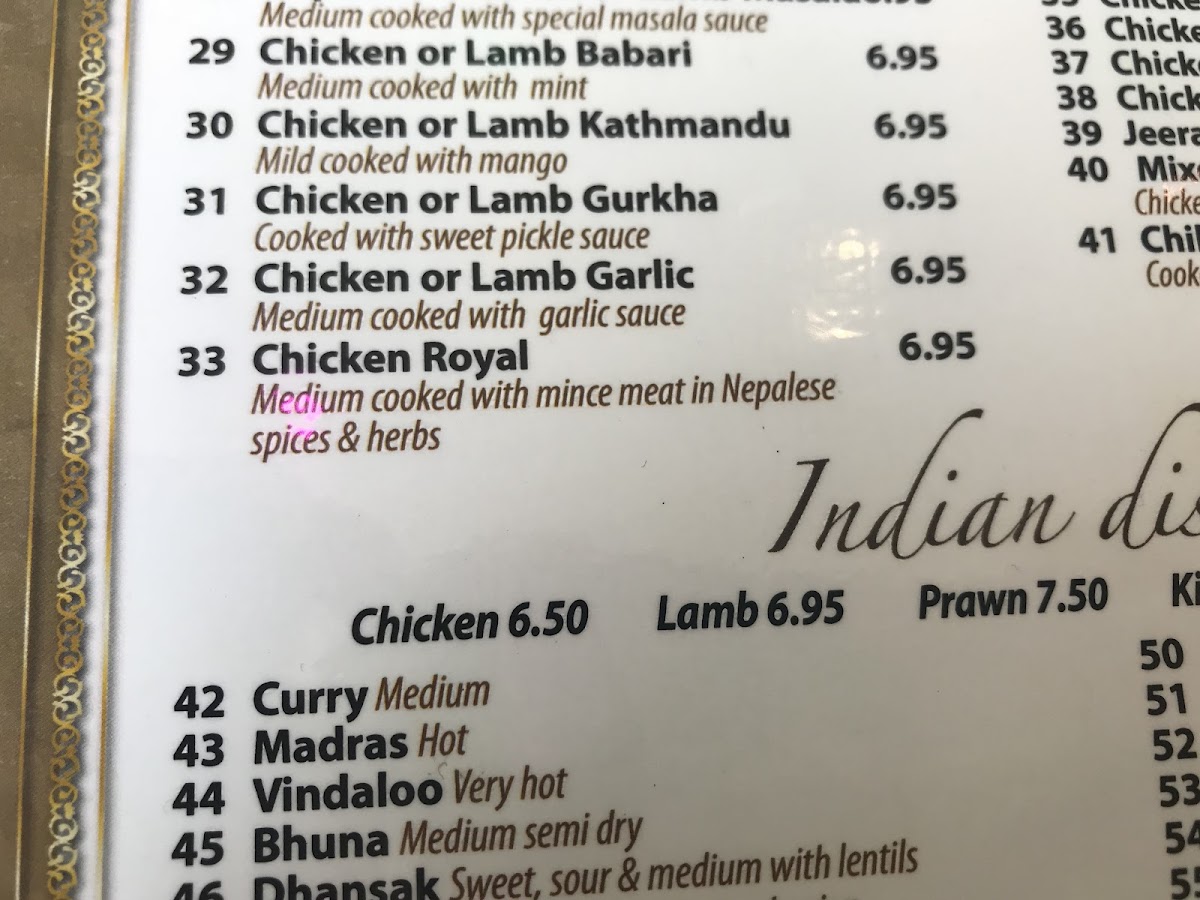 Medium cooked with special masala sauce
29 Chicken or Lamb Babari 6.95
Medium cooked with mint
30 Chicken or Lamb Kathmandu 6.95
Mild cooked with mango
31 Chicken or Lamb Gurkha 6.95
Cooked with sweet pickle sauce
32 Chicken or Lamb Garlic 6.95
Medium cooked with garlic sauce
33 Chicken Royal 6.95
Medium cooked with mince meat in Nepalese
spices & herbs
36 Chicke
37 Chick
38 Chick
39 Jeera
40 Mix
Chicke
41 Chil
Cook
Indian dis
Chicken 6.50 Lamb 6.95 Prawn 7.50 Ki
42 Curry Medium
43 Madras Hot
44 Vindaloo Very hot
45 Bhuna Medium semi dry
46 Dhansak Sweet, sour & medium with lentils
50
51
52
53
54